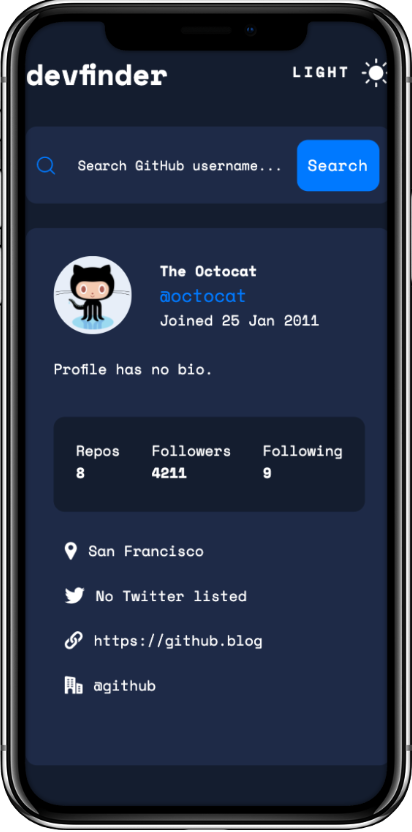 devfinder
LIGHT
Search GitHub username...
Search
The Octocat
@octocat
Joined 25 Jan 2011
Profile has no bio.
Repos Followers Following
8 4211 9
San Francisco
No Twitter listed
https://github.blog
@github